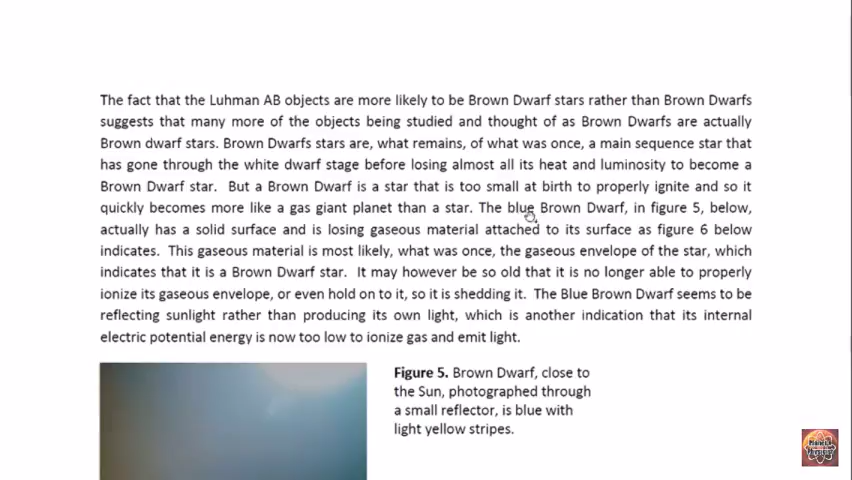 The fact that the Luhman AB objects are more likely to be Brown Dwarf stars rather than Brown Dwarfs
suggests that many more of the objects being studied and thought of as Brown Dwarfs are actually
Brown dwarf stars. Brown Dwarfs stars are, what remains, of what was once, a main sequence star that
has gone through the white dwarf stage before losing almost all its heat and luminosity to become a
Brown Dwarf star. But a Brown Dwarf is a star that is too small at birth to properly ignite and so it
quickly becomes more like a gas giant planet than a star. The blue Brown Dwarf, in figure 5, below,
actually has a solid surface and is losing gaseous material attached to its surface as figure 6 below
indicates. This gaseous material is most likely, what was once, the gaseous envelope of the star, which
indicates that it is a Brown Dwarf star. It may however be so old that it is no longer able to properly
ionize its gaseous envelope, or even hold on to it, so it is shedding it. The Blue Brown Dwarf seems to be
reflecting sunlight rather than producing its own light, which is another indication that its internal
electric potential energy is now too low to ionize gas and emit light.
Figure 5. Brown Dwarf, close to
the Sun, photographed through
a small reflector, is blue with
light yellow stripes.